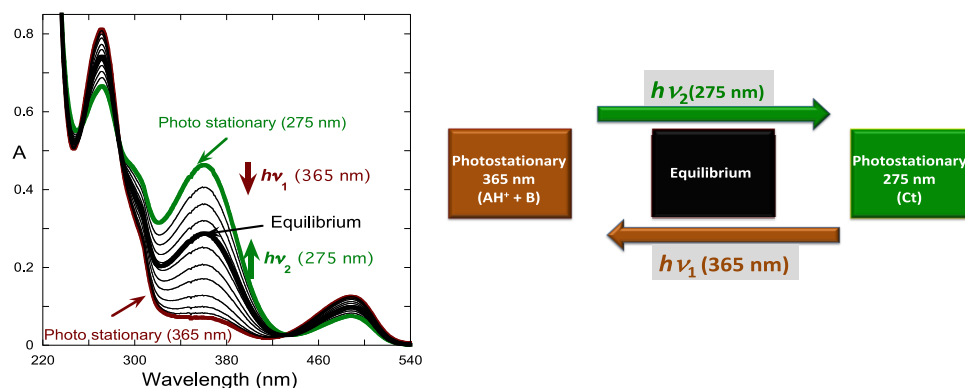 0.8
0.6
A
0.4
0.2
0
220
300
380
460
540
Wavelength (nm)
Photo stationary (275 nm)
hν₁ (365 nm)
Equilibrium
hν₂ (275 nm)
Photo stationary (365 nm)
hν₂(275 nm)
Photostationary
365 nm
(AH⁺ + B)
Equilibrium
Photostationary
275 nm
(Ct)
hν₁ (365 nm)